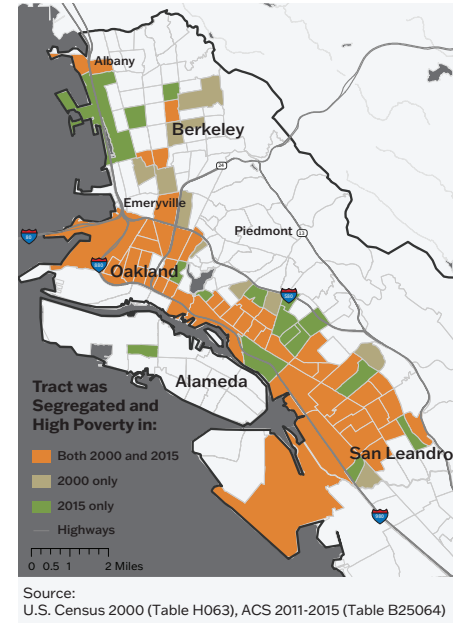 Albany
Berkeley
24
Emeryville
Piedmont
13
80
880
580
Oakland
Alameda
San Leandro
880
Tract was
Segregated and
High Poverty in:
Both 2000 and 2015
2000 only
2015 only
Highways
0 0.5 1 2 Miles
Source:
U.S. Census 2000 (Table H063), ACS 2011-2015 (Table B25064)